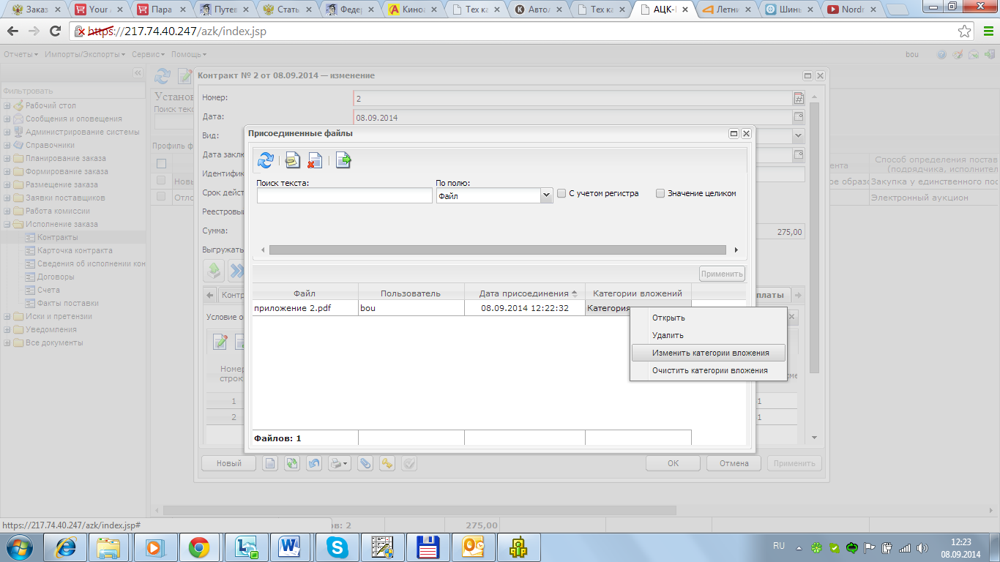 Заказ
Your
Пара
Путев
Стать
Федер
Киноа
Тех ка
Автол
Тех ка
АЦК-
Летни
Шины
Nordr
https://217.74.40.247/azk/index.jsp
Отчеты Импорты/Экспорты Сервис Помощь
bou
Контракт № 2 от 08.09.2014 — изменение
Фильтровать
Рабочий стол
Сообщения и оповещения
Администрирование системы
Справочники
Планирование заказа
Формирование заказа
Размещение заказа
Заявки поставщиков
Работа комиссии
Исполнение заказа
Контракты
Карточка контракта
Сведения об исполнении кон
Договоры
Счета
Факты поставки
Иски и претензии
Уведомления
Все документы
Установ
Поиск текс
Профиль ф
Новы
Отло
Номер:
2
Дата:
08.09.2014
Вид:
Дата заклю
Идентифик
Срок дейст
Реестровы
Сумма:
275,00
Выгружать
Контр
платы
Условие о
Номер
строк
1
2
сме
1
1
ента
Способ определения постав
(подрядчика, исполнител
ое образо
Закупка у единственного пос
Электронный аукцион
Присоединенные файлы
Поиск текста:
По полю:
Файл
С учетом регистра
Значение целиком
Применить
Файл
Пользователь
Дата присоединения
Категории вложений
приложение 2.pdf
bou
08.09.2014 12:22:32
Категория
Открыть
Удалить
Изменить категории вложения
Очистить категории вложения
Файлов: 1
Новый
OK
Отмена
Применить
https://217.74.40.247/azk/index.jsp#
ов: 2
275,00
RU
12:23
08.09.2014